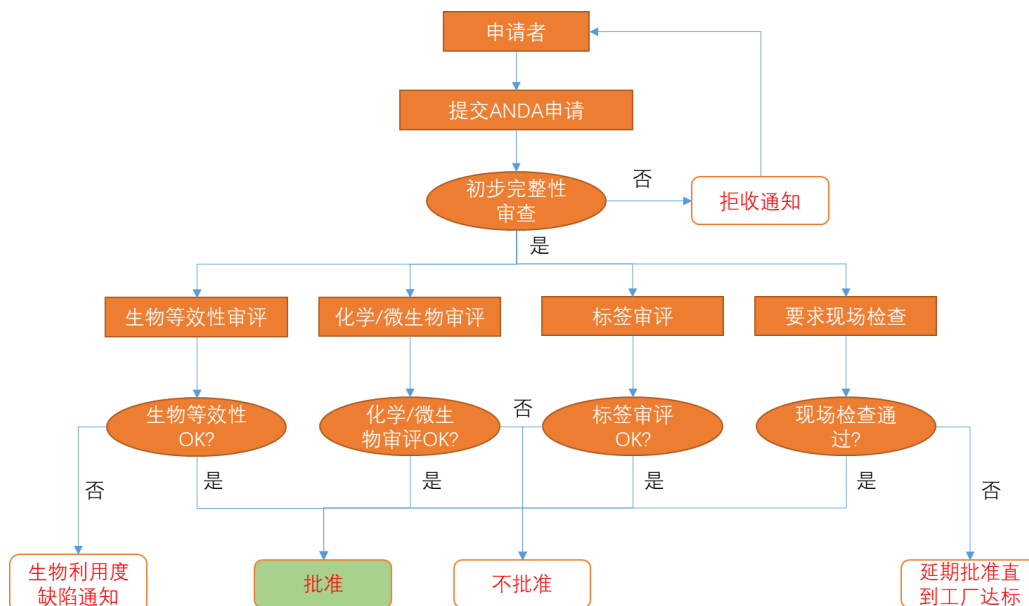 申请者
提交ANDA申请
初步完整性
审查
否
拒收通知
是
生物等效性审评
化学/微生物审评
标签审评
要求现场检查
生物等效性
OK?
化学/微生
物审评OK?
否
标签审评
OK?
现场检查通
过?
否
是
是
是
是
否
生物利用度
缺陷通知
批准
不批准
延期批准直
到工厂达标